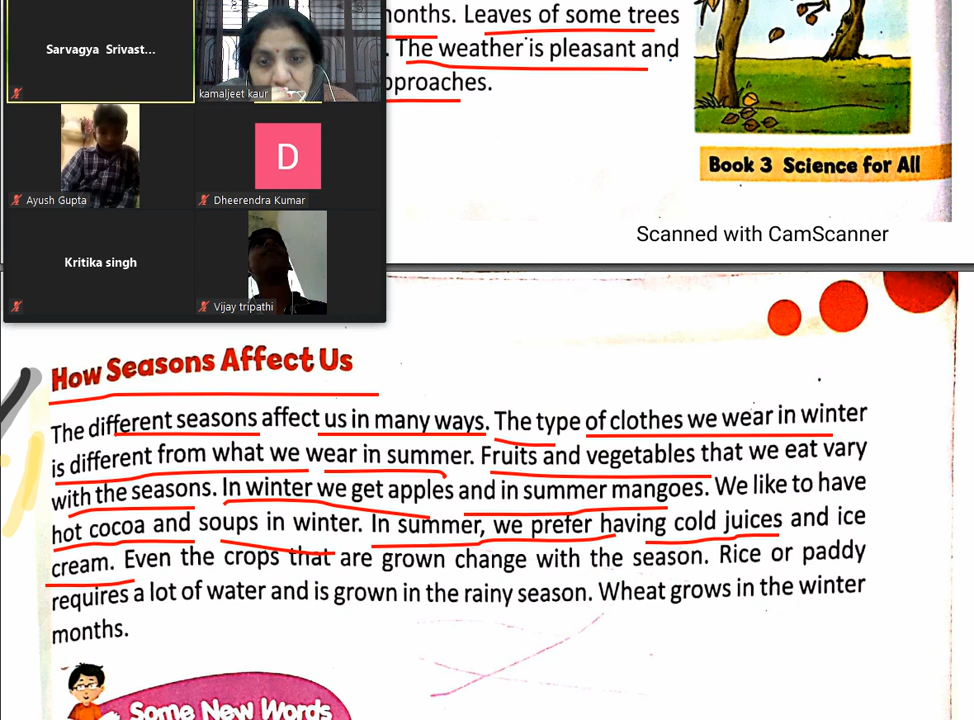 Sarvagya Srivast...
kamaljeet kaur
Ayush Gupta
D
Dheerendra Kumar
Kritika singh
Vijay tripathi
months. Leaves of some trees
. The weather is pleasant and
pproaches.
Book 3 Science for All
Scanned with CamScanner
How Seasons Affect Us
The different seasons affect us in many ways. The type of clothes we wear in winter
is different from what we wear in summer. Fruits and vegetables that we eat vary
with the seasons. In winter we get apples and in summer mangoes. We like to have
hot cocoa and soups in winter. In summer, we prefer having cold juices and ice
cream. Even the crops that are grown change with the season. Rice or paddy
requires a lot of water and is grown in the rainy season. Wheat grows in the winter
months.
Some New Words